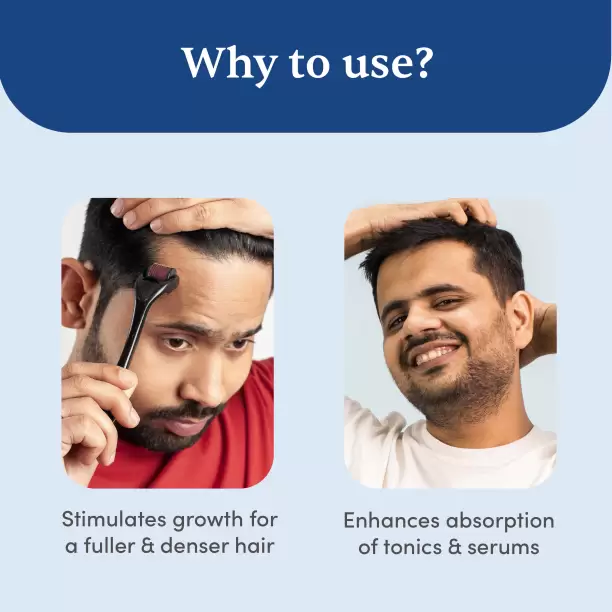 Why to use?
Stimulates growth for
a fuller & denser hair
Enhances absorption
of tonics & serums